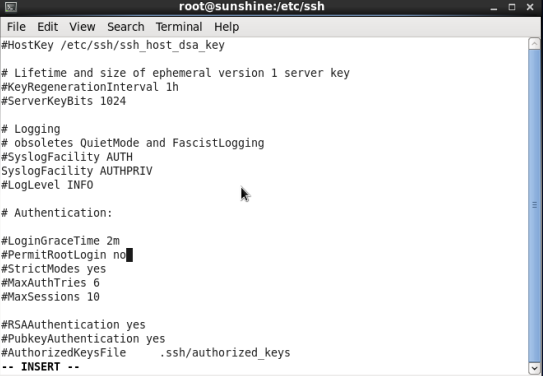 root@sunshine:/etc/ssh
File Edit View Search Terminal Help
#HostKey /etc/ssh/ssh_host_dsa_key
# Lifetime and size of ephemeral version 1 server key
#KeyRegenerationInterval 1h
#ServerKeyBits 1024
# Logging
# obsoletes QuietMode and FascistLogging
#SyslogFacility AUTH
SyslogFacility AUTHPRIV
#LogLevel INFO
# Authentication:
#LoginGraceTime 2m
#PermitRootLogin no
#StrictModes yes
#MaxAuthTries 6
#MaxSessions 10
#RSAAuthentication yes
#PubkeyAuthentication yes
#AuthorizedKeysFile     .ssh/authorized_keys
-- INSERT --